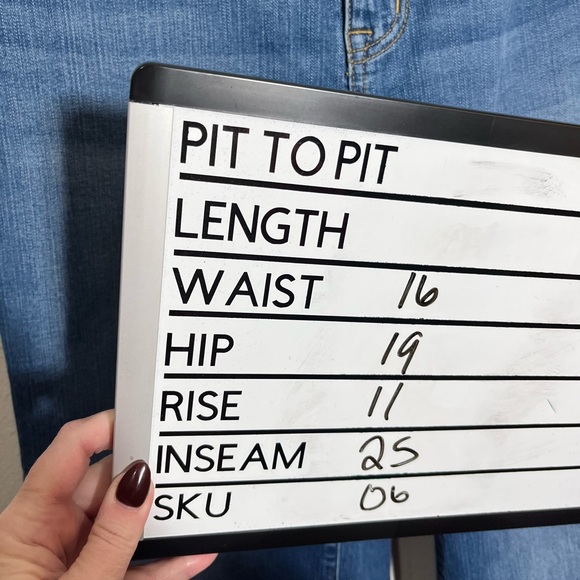 PIT TO PIT
LENGTH
WAIST 16
HIP 19
RISE 11
INSEAM 25
SKU 06